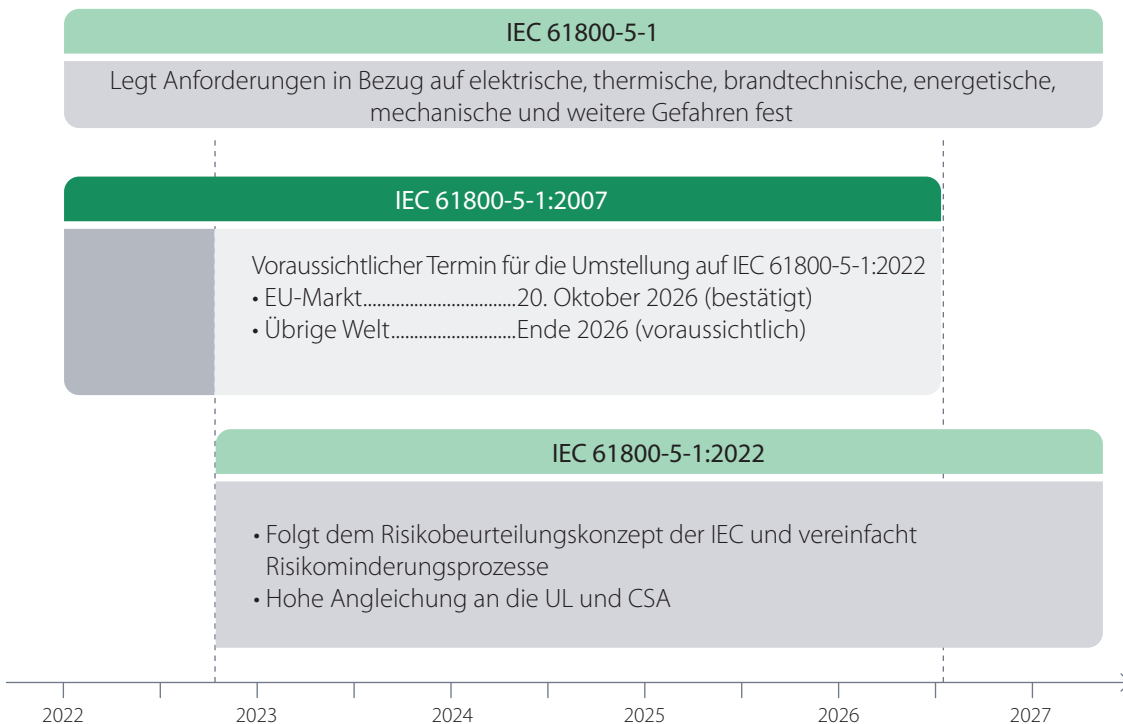 IEC 61800-5-1
Legt Anforderungen in Bezug auf elektrische, thermische, brandtechnische, energetische,
mechanische und weitere Gefahren fest
IEC 61800-5-1:2007
Voraussichtlicher Termin für die Umstellung auf IEC 61800-5-1:2022
• EU-Markt................................20. Oktober 2026 (bestätigt)
• Übrige Welt..........................Ende 2026 (voraussichtlich)
IEC 61800-5-1:2022
• Folgt dem Risikobeurteilungskonzept der IEC und vereinfacht
Risikominderungsprozesse
• Hohe Angleichung an die UL und CSA
2022 2023 2024 2025 2026 2027